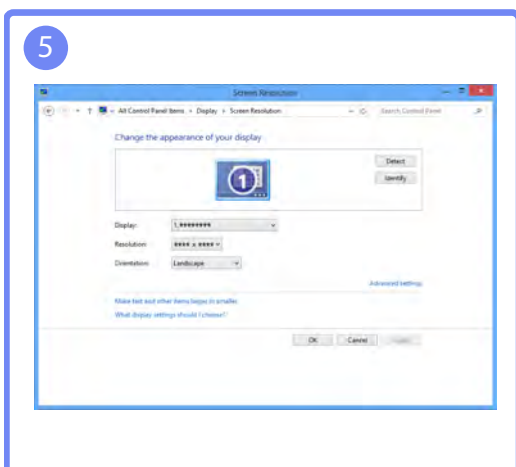 5
Screen Resolution
All Control Panel Items Display Screen Resolution Search Control Panel
Change the appearance of your display
1
Detect
Identify
Display: 1.********
Resolution: **** x ****
Orientation: Landscape
Advanced settings
Make text and other items larger or smaller
What display settings should I choose?
OK Cancel Apply